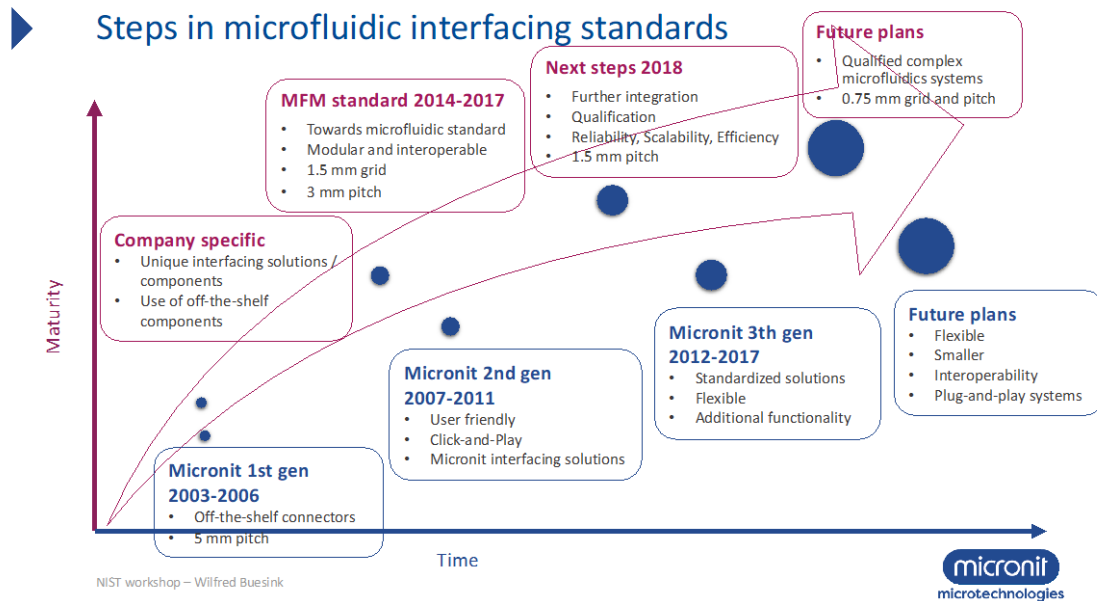 Steps in microfluidic interfacing standards
Future plans
• Qualified complex
microfluidics systems
• 0.75 mm grid and pitch
Next steps 2018
• Further integration
• Qualification
• Reliability, Scalability, Efficiency
• 1.5 mm pitch
MFM standard 2014-2017
• Towards microfluidic standard
• Modular and interoperable
• 1.5 mm grid
• 3 mm pitch
Company specific
• Unique interfacing solutions /
components
• Use of off-the-shelf
components
Maturity
Micronit 1st gen
2003-2006
• Off-the-shelf connectors
• 5 mm pitch
Micronit 2nd gen
2007-2011
• User friendly
• Click-and-Play
• Micronit interfacing solutions
Micronit 3th gen
2012-2017
• Standardized solutions
• Flexible
• Additional functionality
Future plans
• Flexible
• Smaller
• Interoperability
• Plug-and-play systems
Time
NIST workshop – Wilfred Buesink
micronit
microtechnologies